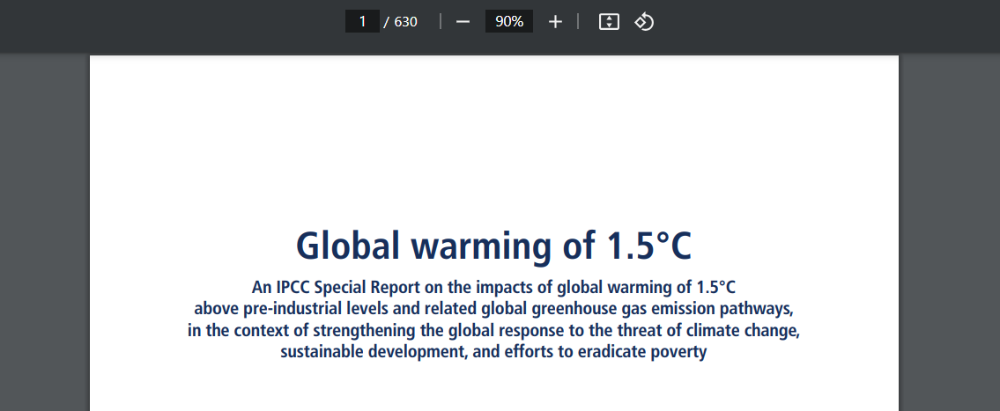 1 / 630 90%
Global warming of 1.5°C
An IPCC Special Report on the impacts of global warming of 1.5°C
above pre-industrial levels and related global greenhouse gas emission pathways,
in the context of strengthening the global response to the threat of climate change,
sustainable development, and efforts to eradicate poverty